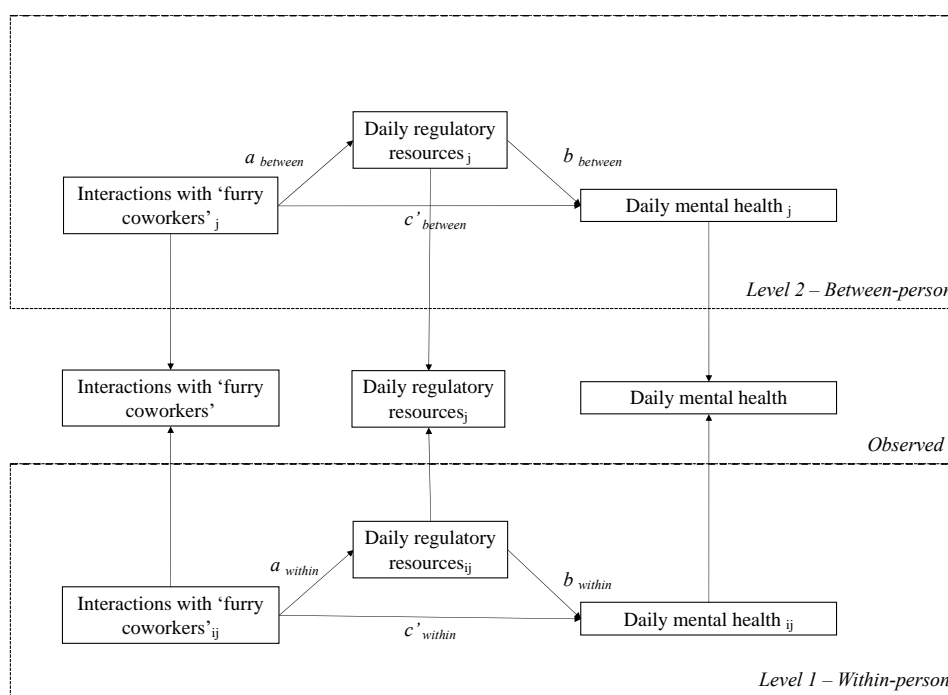 Daily regulatory
resources j
a between
b between
Interactions with ‘furry
coworkers’ j
Daily mental health j
c’ between
Level 2 – Between-person
Interactions with ‘furry
coworkers’
Daily regulatory
resourcesj
Daily mental health
Observed
Daily regulatory
resourcesij
a within
b within
Interactions with ‘furry
coworkers’ij
Daily mental health ij
c’ within
Level 1 – Within-person